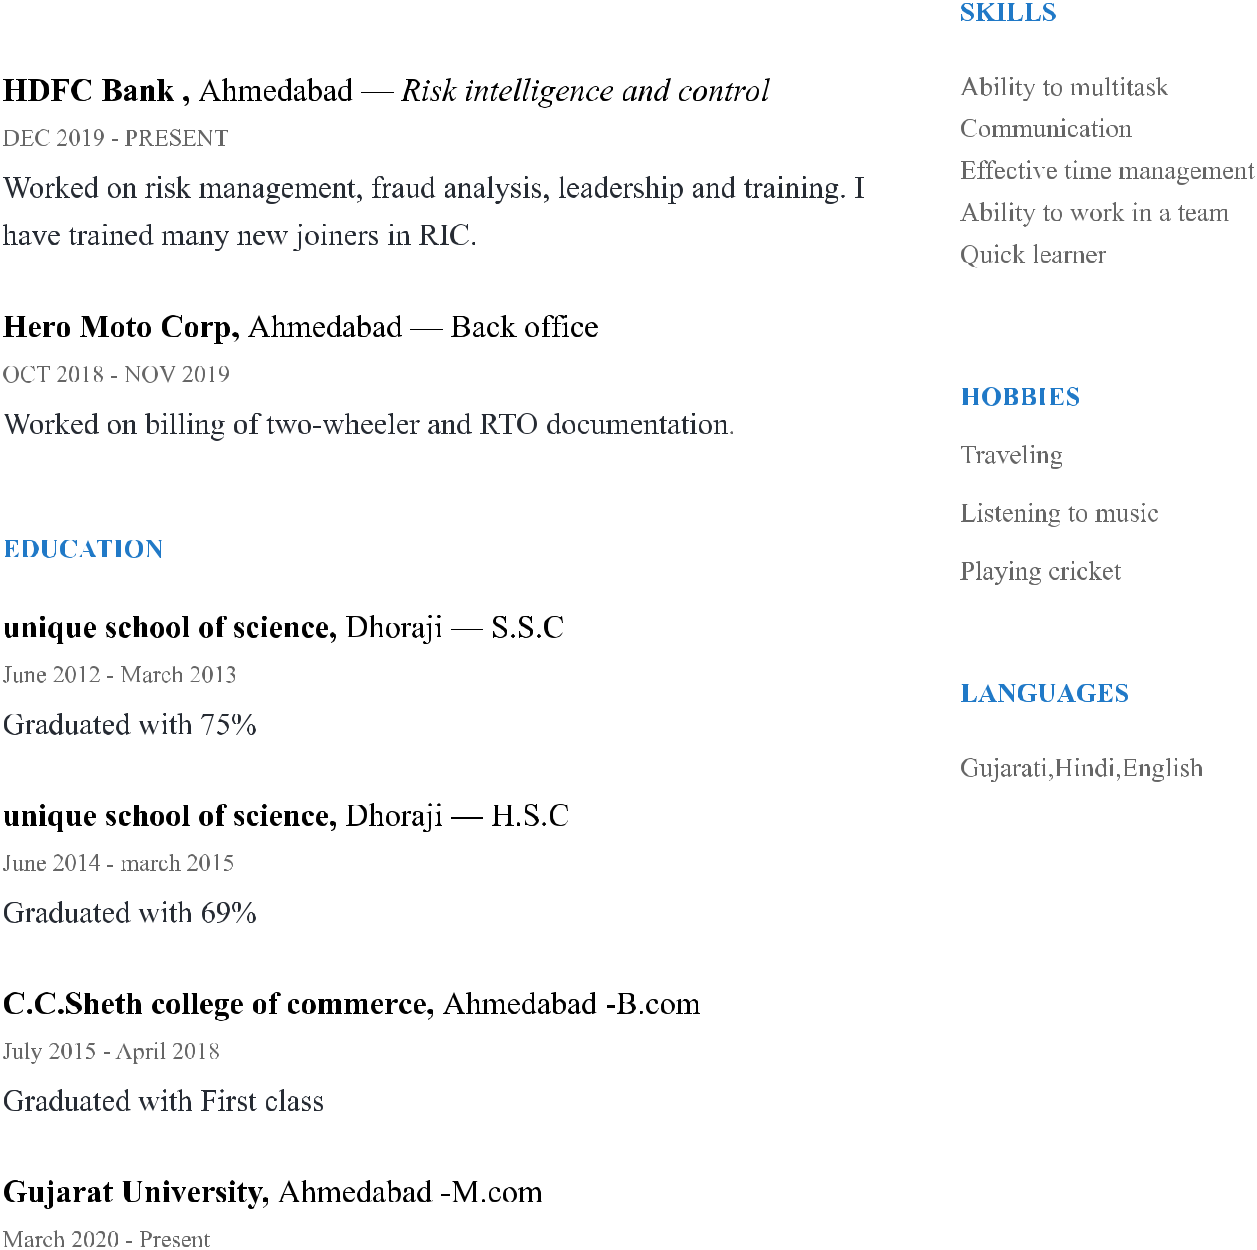 HDFC Bank , Ahmedabad — Risk intelligence and control
DEC 2019 - PRESENT
Worked on risk management, fraud analysis, leadership and training. I
have trained many new joiners in RIC.
Hero Moto Corp, Ahmedabad — Back office
OCT 2018 - NOV 2019
Worked on billing of two-wheeler and RTO documentation.
EDUCATION
unique school of science, Dhoraji — S.S.C
June 2012 - March 2013
Graduated with 75%
unique school of science, Dhoraji — H.S.C
June 2014 - march 2015
Graduated with 69%
C.C.Sheth college of commerce, Ahmedabad -B.com
July 2015 - April 2018
Graduated with First class
Gujarat University, Ahmedabad -M.com
March 2020 - Present
SKILLS
Ability to multitask
Communication
Effective time management
Ability to work in a team
Quick learner
HOBBIES
Traveling
Listening to music
Playing cricket
LANGUAGES
Gujarati,Hindi,English